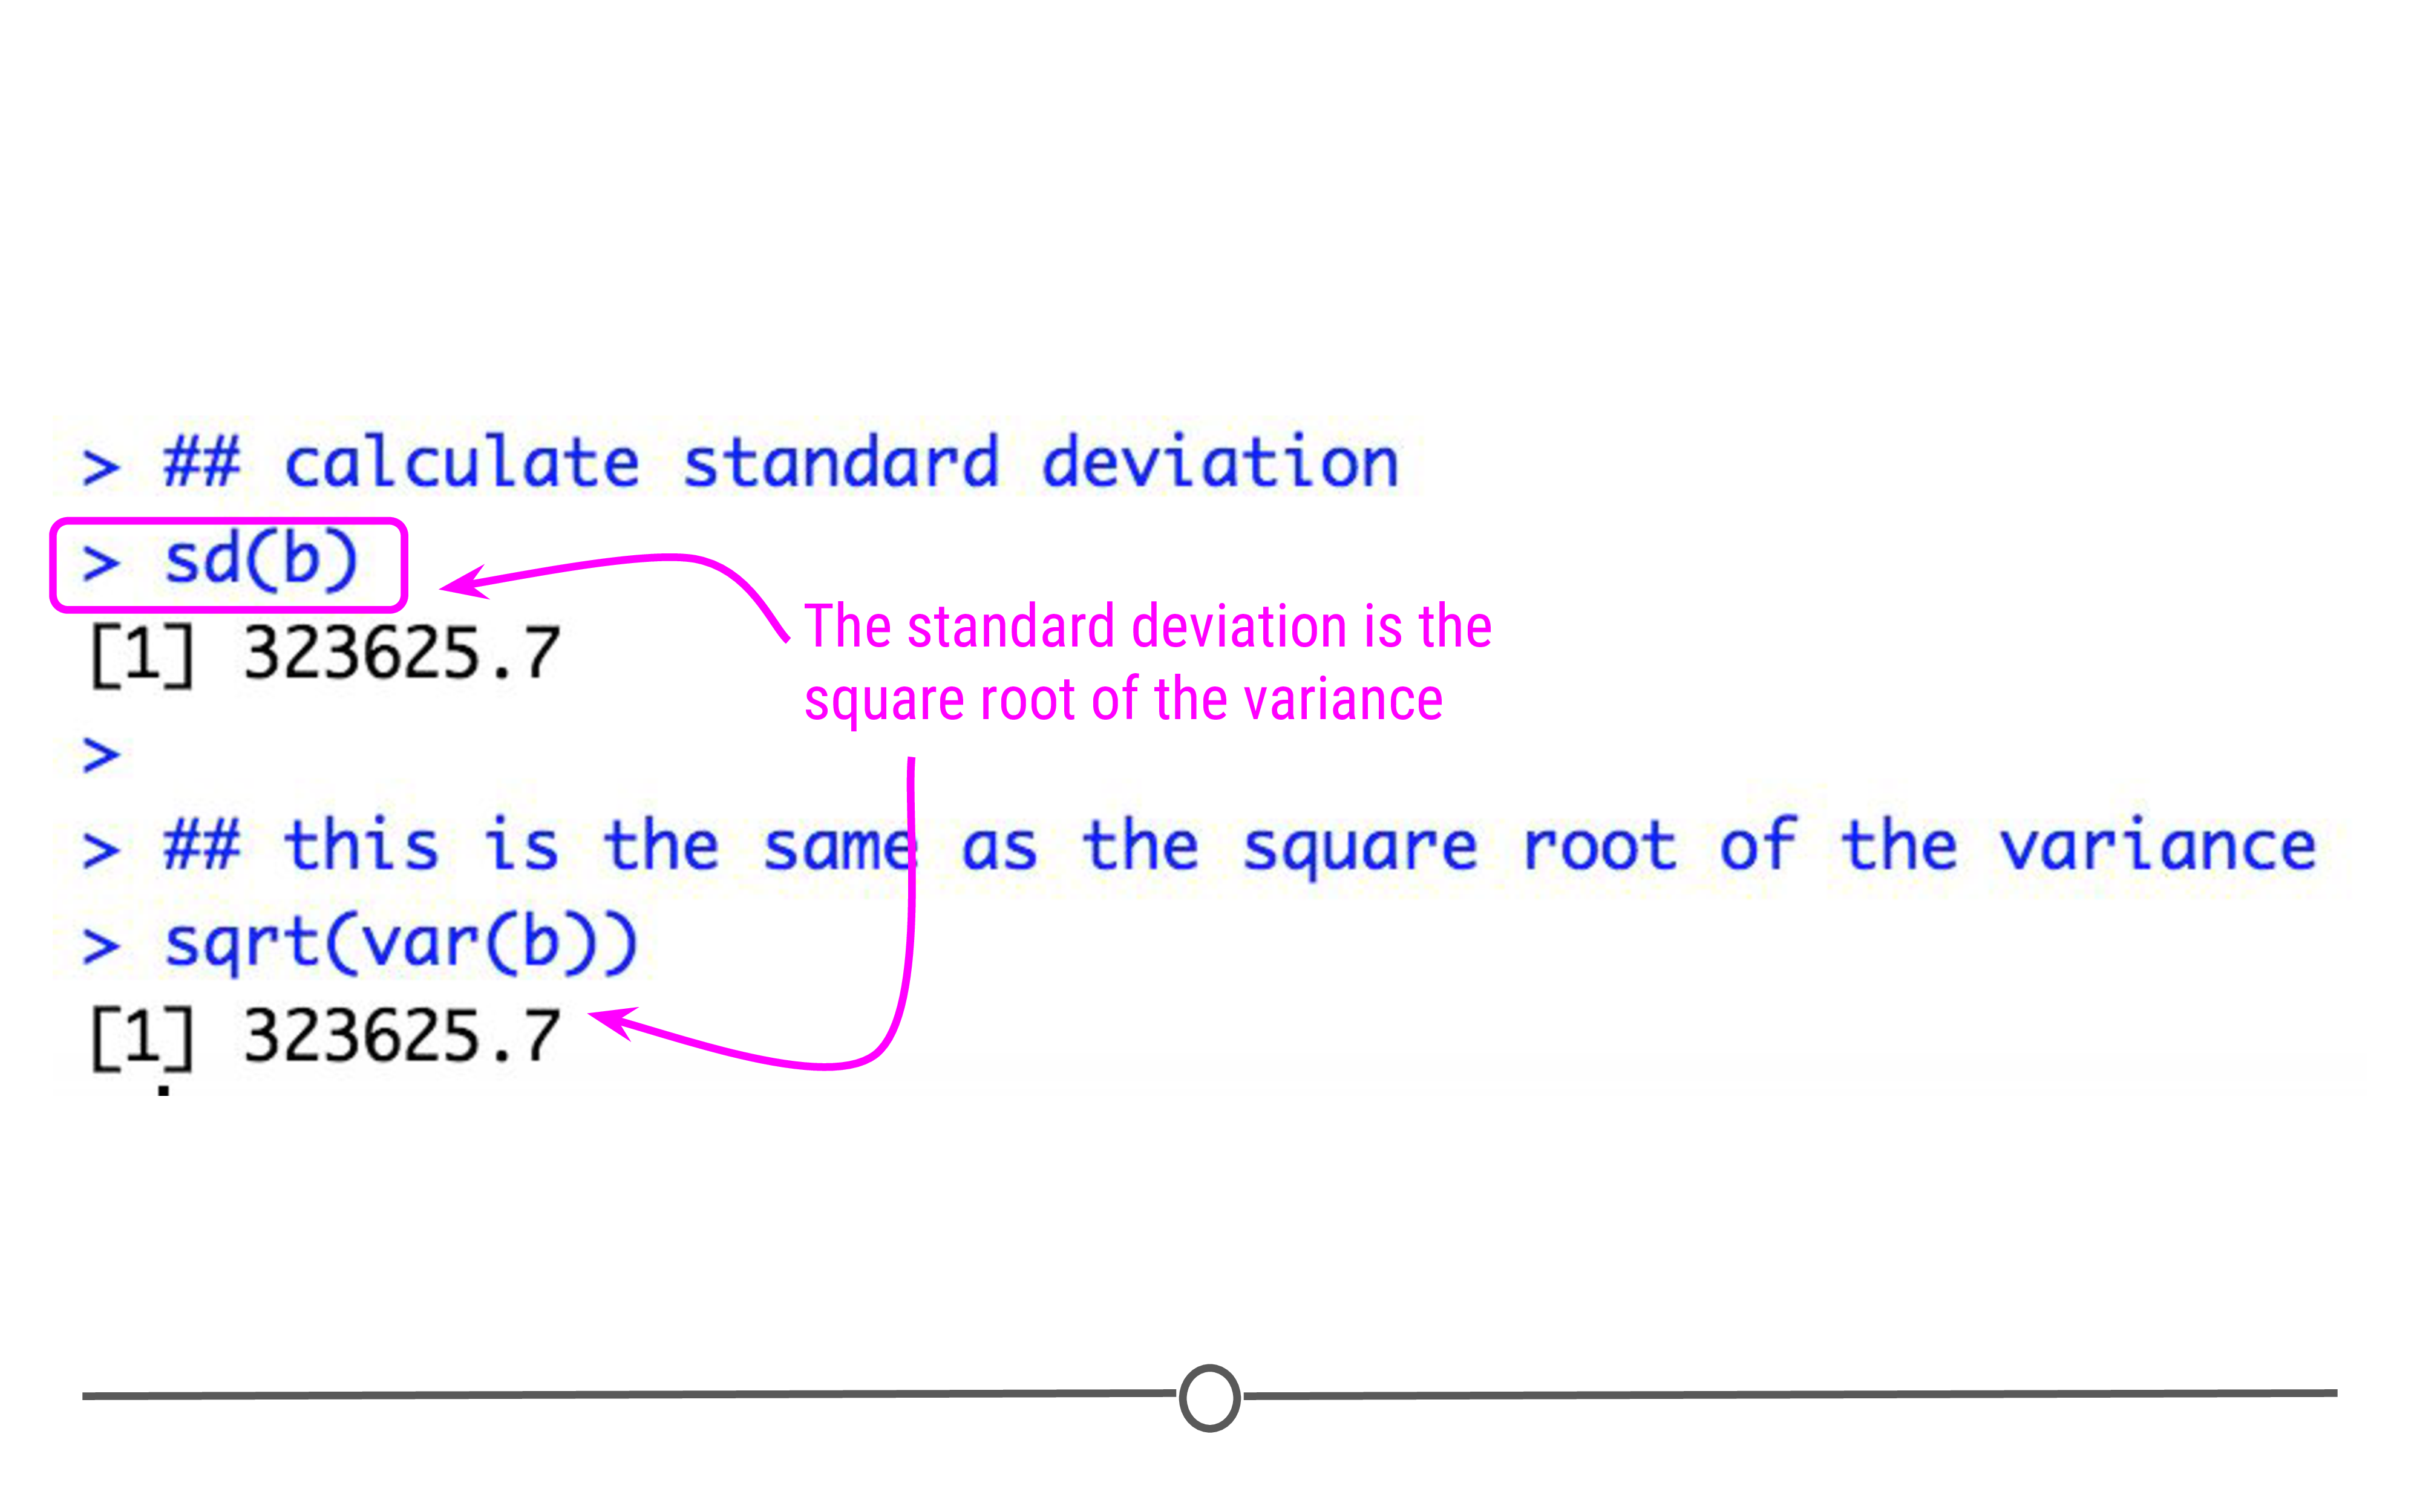 > ## calculate standard deviation
> sd(b)
[1] 323625.7
The standard deviation is the
square root of the variance
>
> ## this is the same as the square root of the variance
> sqrt(var(b))
[1] 323625.7